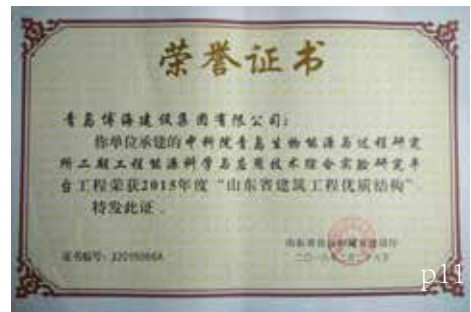 荣誉证书
青岛博海建设集团有限公司：
你单位承建的中科院青岛生物能源与过程研究
所二期工程能源科学与应用技术综合实验研究平
台工程荣获2015年度“山东省建筑工程优质结构”
特发此证。
证书编号：
p11